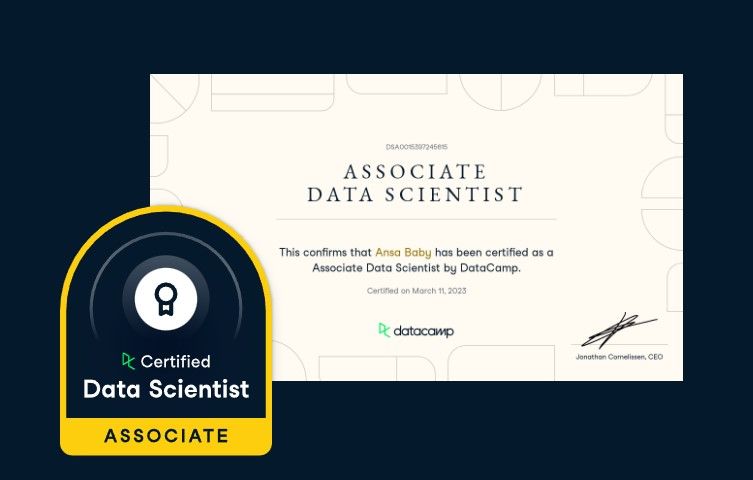 DSA0015397245615
ASSOCIATE
DATA SCIENTIST
This confirms that Ansa Baby has been certified as a
Associate Data Scientist by DataCamp.
Certified on March 11, 2023
datacamp
Jonathan Cornelissen, CEO
Certified
Data Scientist
ASSOCIATE